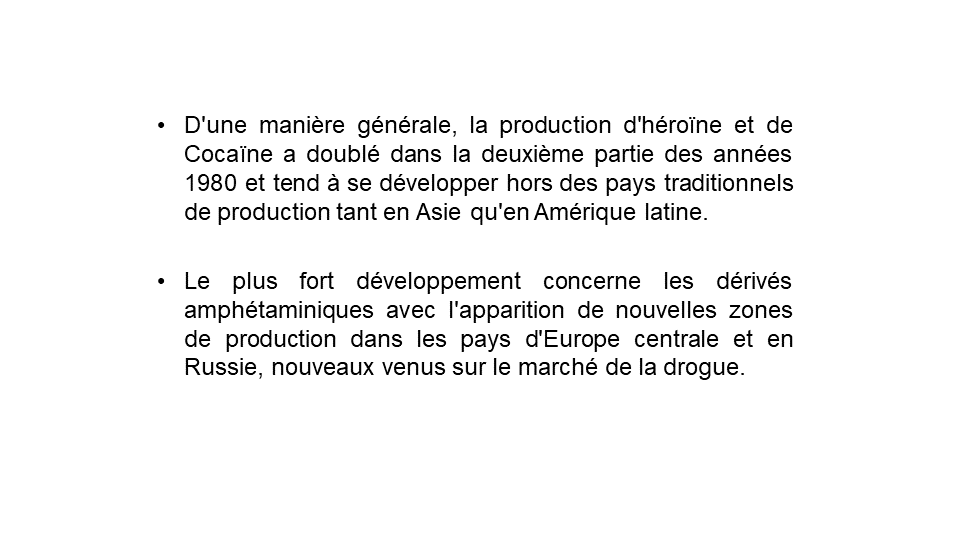 • D'une manière générale, la production d'héroïne et de
Cocaïne a doublé dans la deuxième partie des années
1980 et tend à se développer hors des pays traditionnels
de production tant en Asie qu'en Amérique latine.
• Le plus fort développement concerne les dérivés
amphétaminiques avec l'apparition de nouvelles zones
de production dans les pays d'Europe centrale et en
Russie, nouveaux venus sur le marché de la drogue.